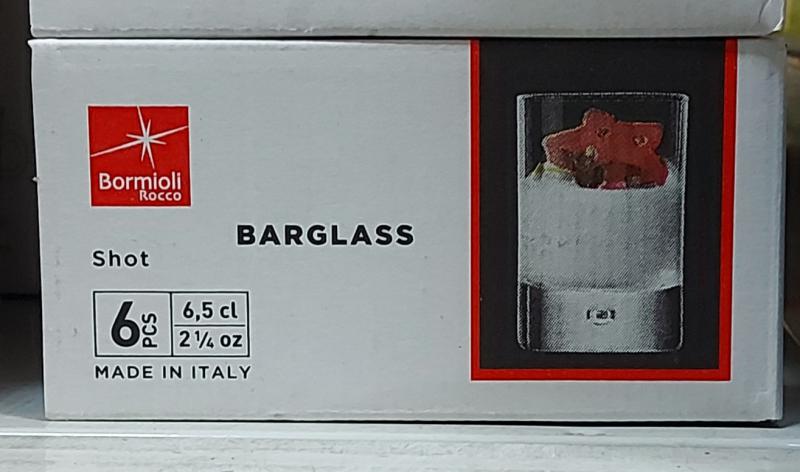 Bormioli
Rocco
BARGLASS
Shot
6 PCS
6,5 cl
2 ¼ oz
MADE IN ITALY